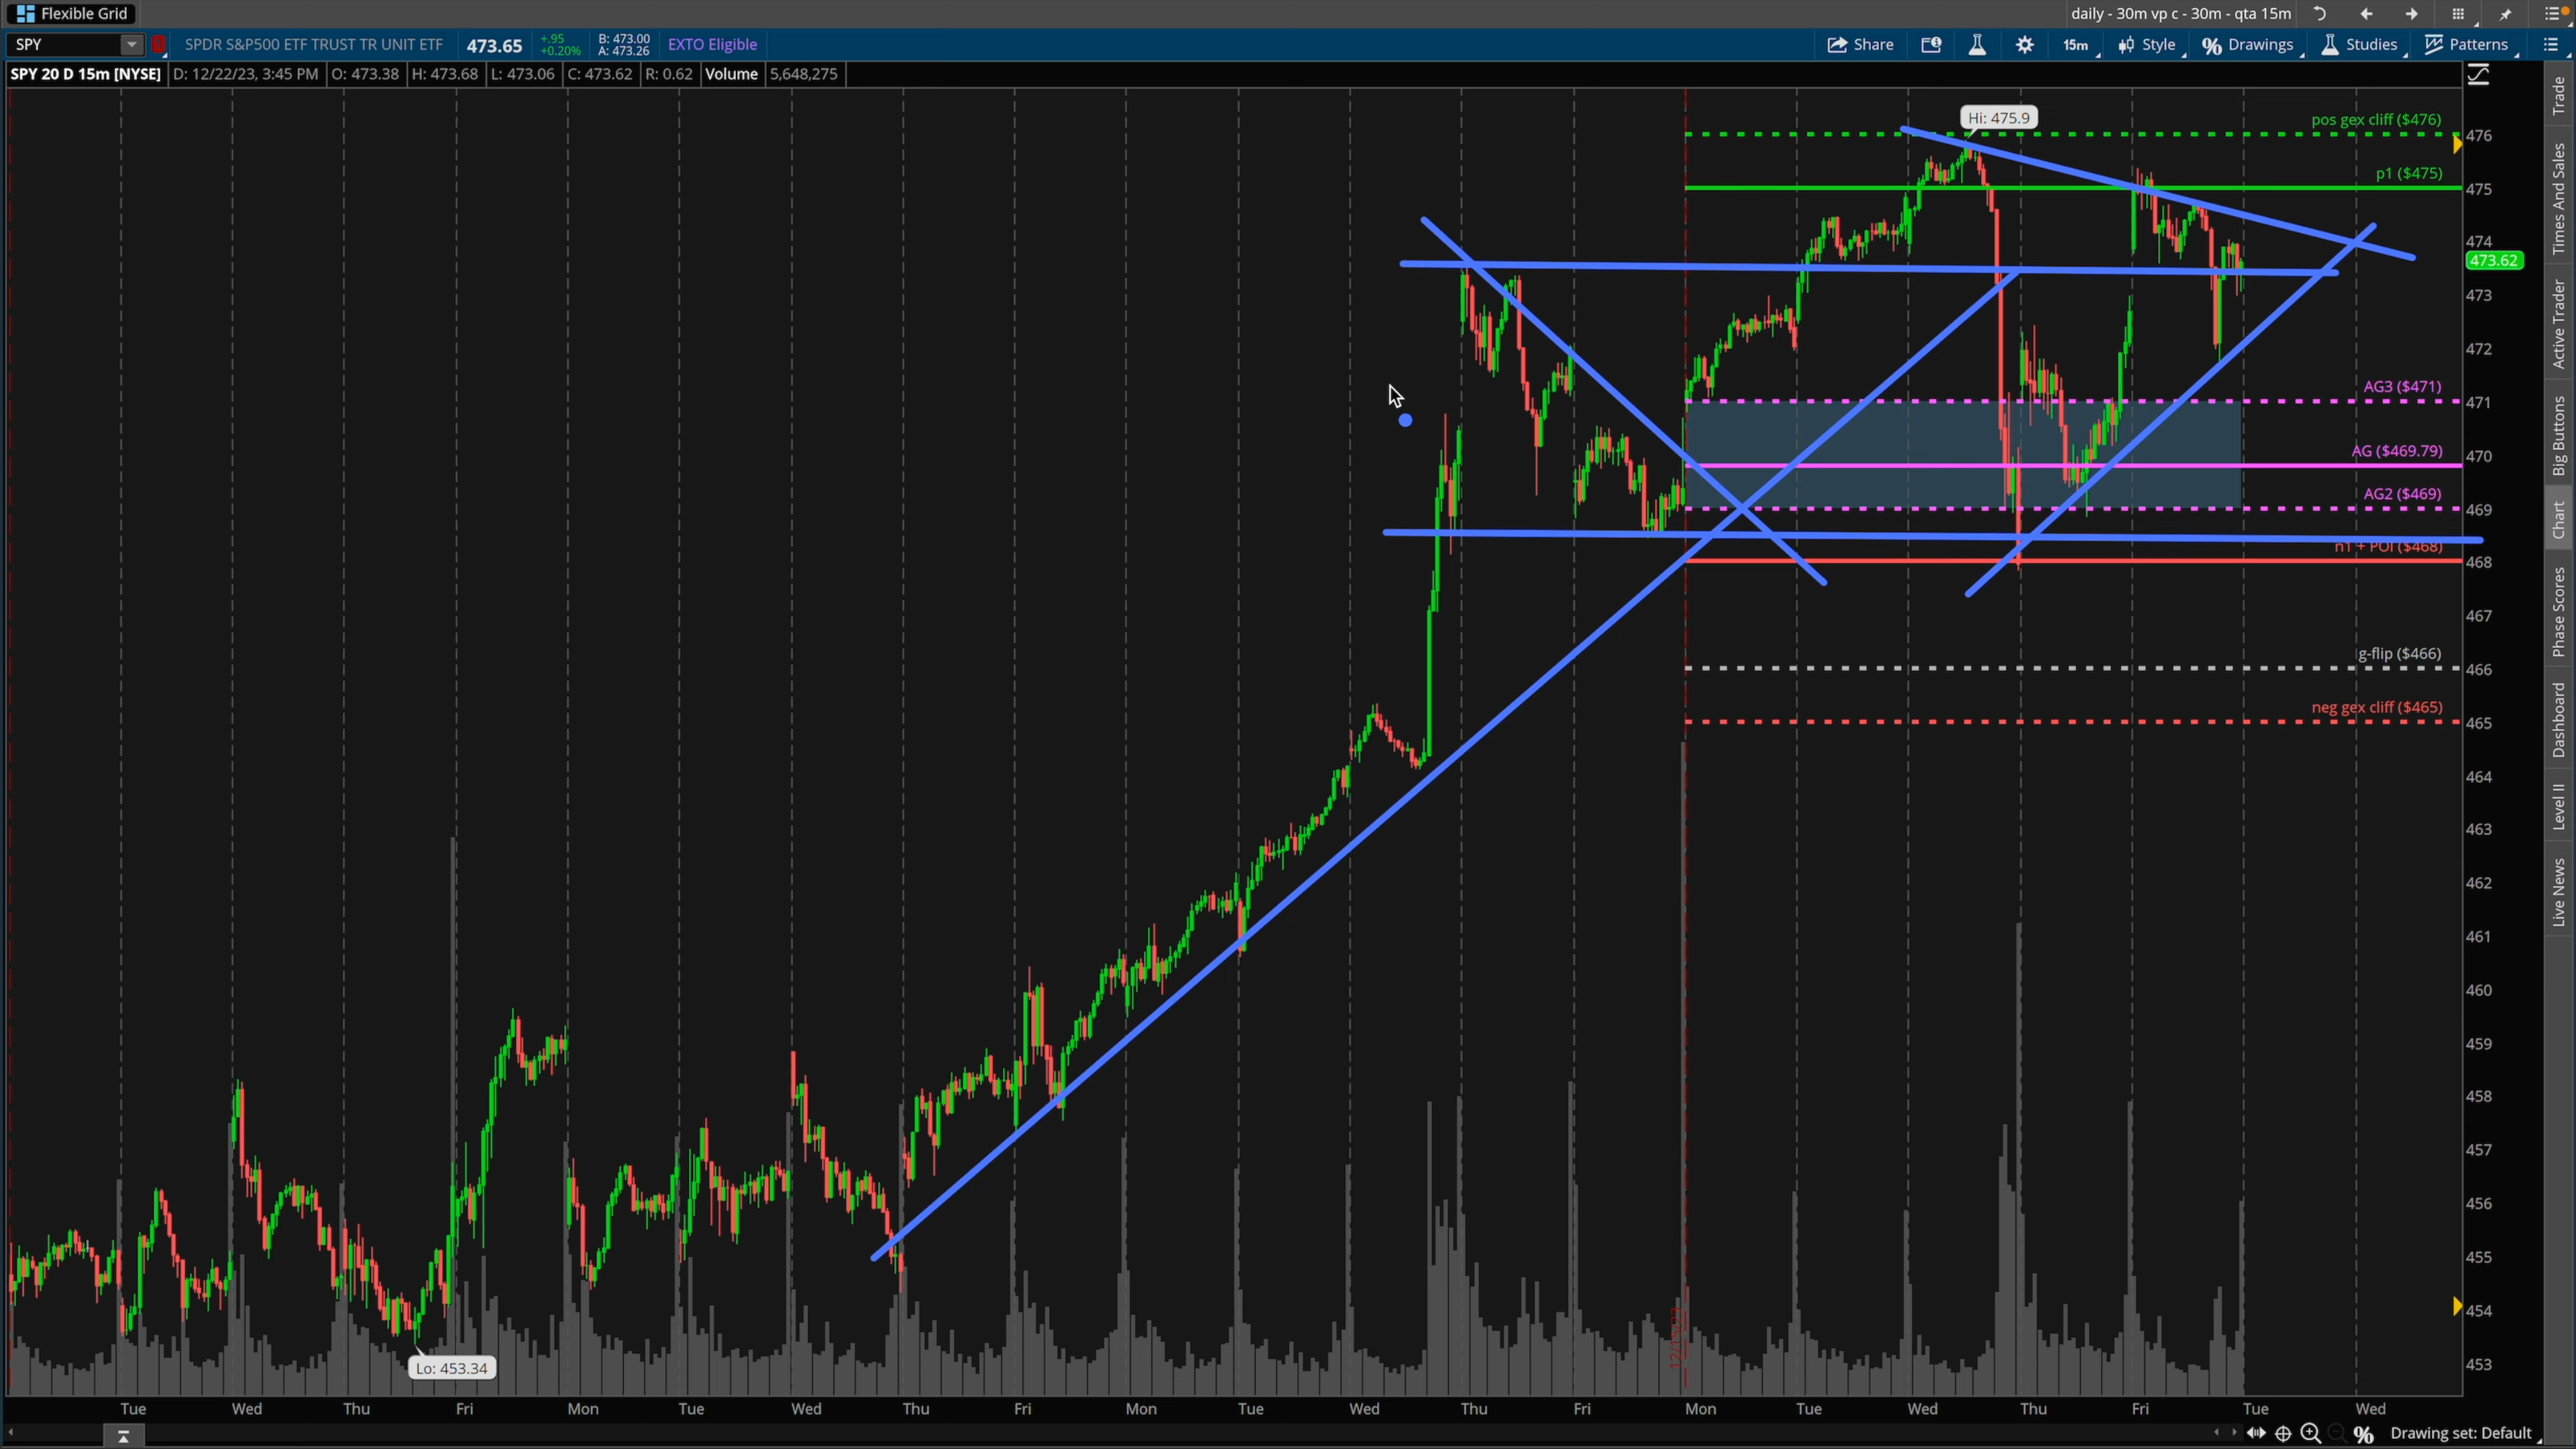 Flexible Grid
daily - 30m vp c - 30m - qta 15m
SPY
SPDR S&P500 ETF TRUST TR UNIT ETF
473.65
+.95
+0.20%
B: 473.00
A: 473.26
EXTO Eligible
Share
15m
Style
Drawings
Studies
Patterns
SPY 20 D 15m [NYSE]
D: 12/22/23, 3:45 PM
O: 473.38
H: 473.68
L: 473.06
C: 473.62
R: 0.62
Volume
5,648,275
Hi: 475.9
pos gex cliff ($476)
p1 ($475)
AG3 ($471)
AG ($469.79)
AG2 ($469)
n1 + POI ($468)
g-flip ($466)
neg gex cliff ($465)
Lo: 453.34
476
475
474
473.62
473
472
471
470
469
468
467
466
465
464
463
462
461
460
459
458
457
456
455
454
453
Trade
Times And Sales
Active Trader
Big Buttons
Chart
Phase Scores
Dashboard
Level II
Live News
Tue Wed Thu Fri Mon Tue Wed Thu Fri Mon Tue Wed Thu Fri Mon Tue Wed Thu Fri Tue Wed
Drawing set: Default